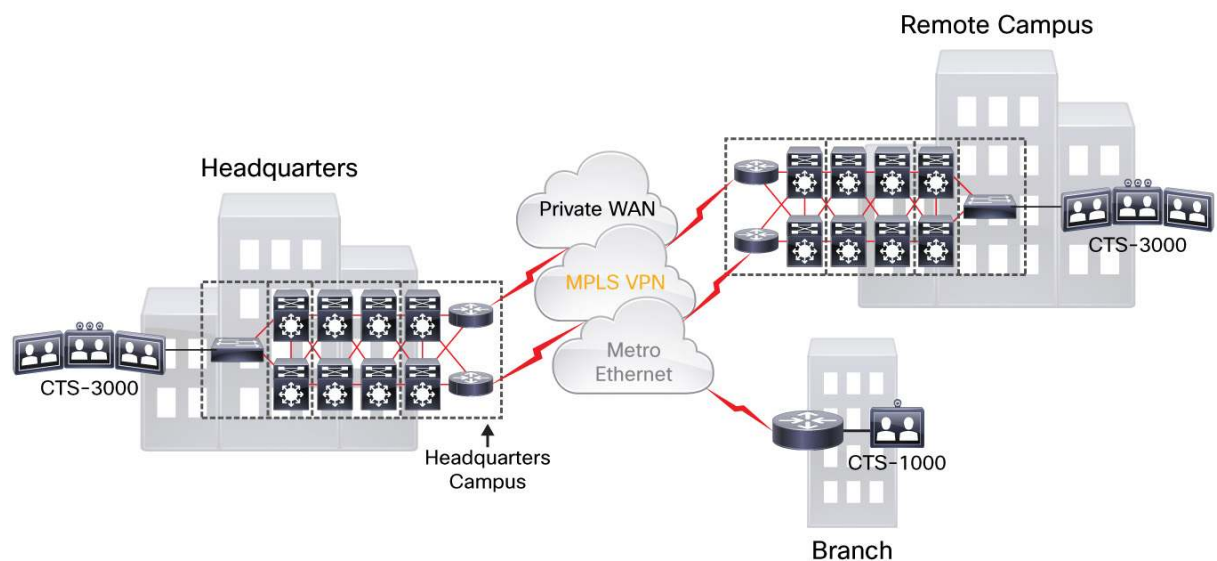 Remote Campus
Headquarters
Private WAN
MPLS VPN
Metro
Ethernet
CTS-3000
CTS-3000
Headquarters
Campus
CTS-1000
Branch